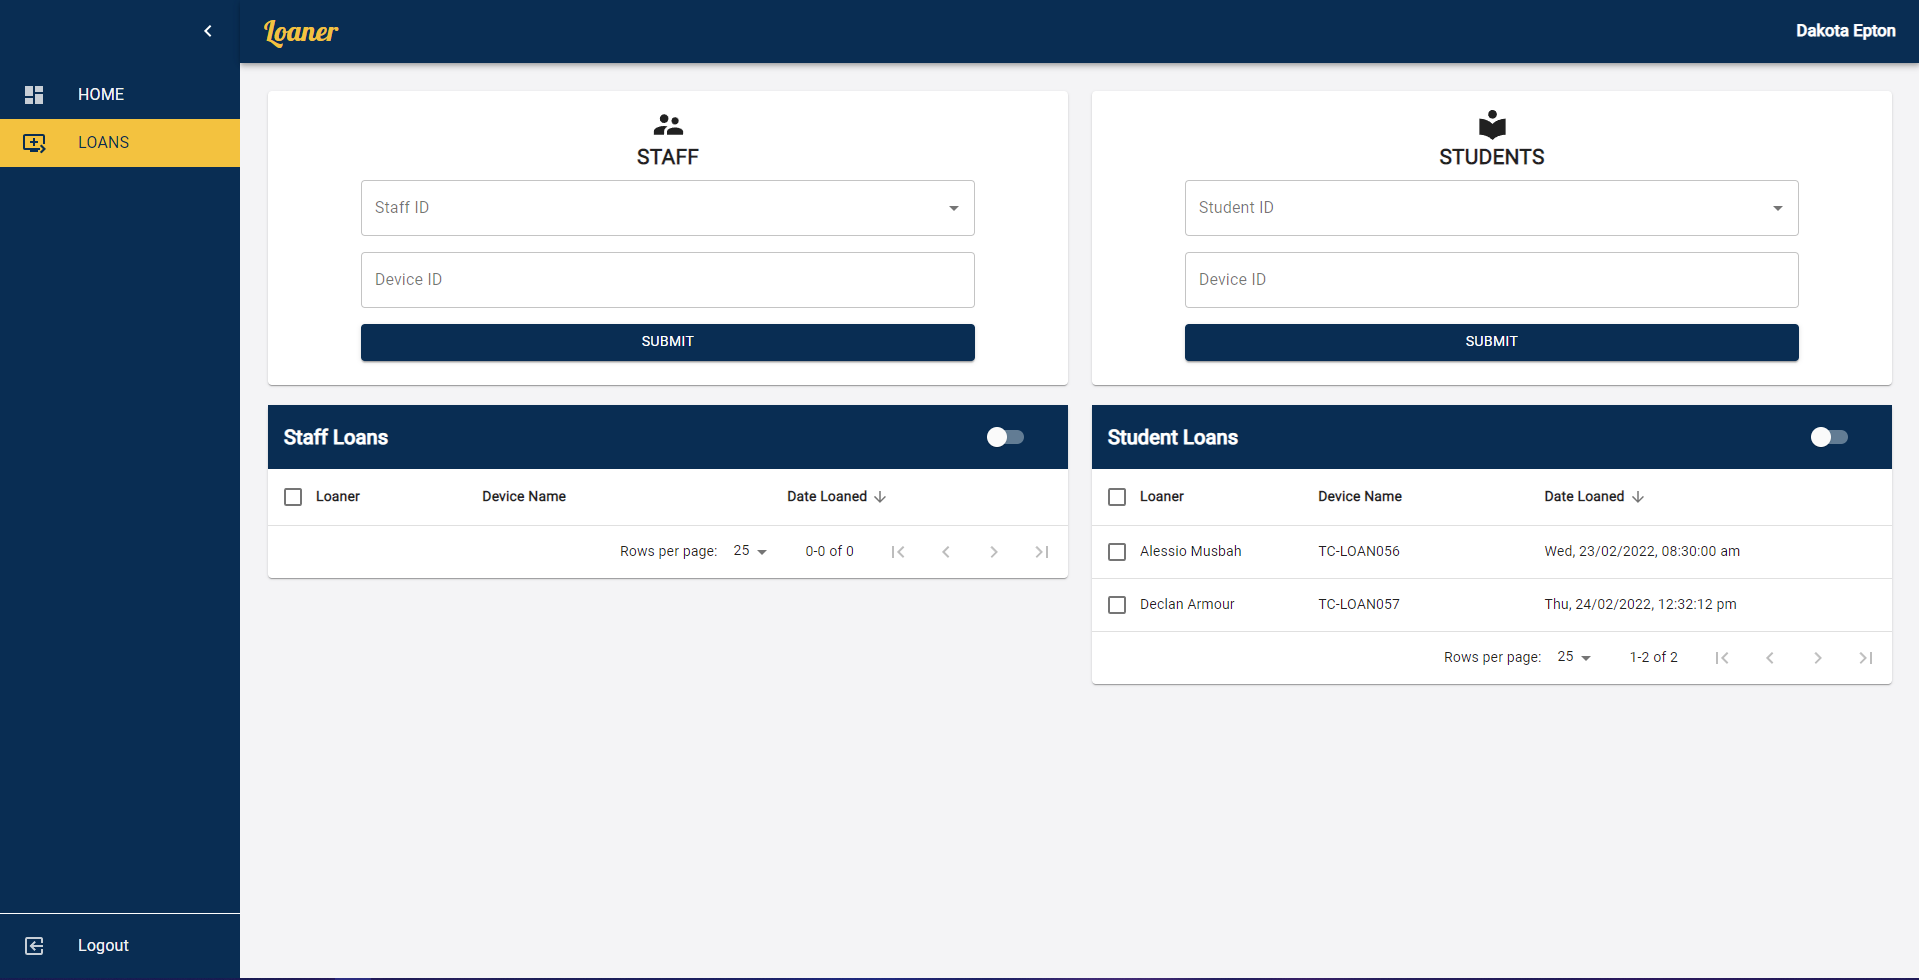 Loaner
Dakota Epton
HOME
LOANS
STAFF
Staff ID
Device ID
SUBMIT
STUDENTS
Student ID
Device ID
SUBMIT
Staff Loans
Loaner Device Name Date Loaned
Rows per page: 25 0-0 of 0
Student Loans
Loaner Device Name Date Loaned
Alessio Musbah TC-LOAN056 Wed, 23/02/2022, 08:30:00 am
Declan Armour TC-LOAN057 Thu, 24/02/2022, 12:32:12 pm
Rows per page: 25 1-2 of 2
Logout